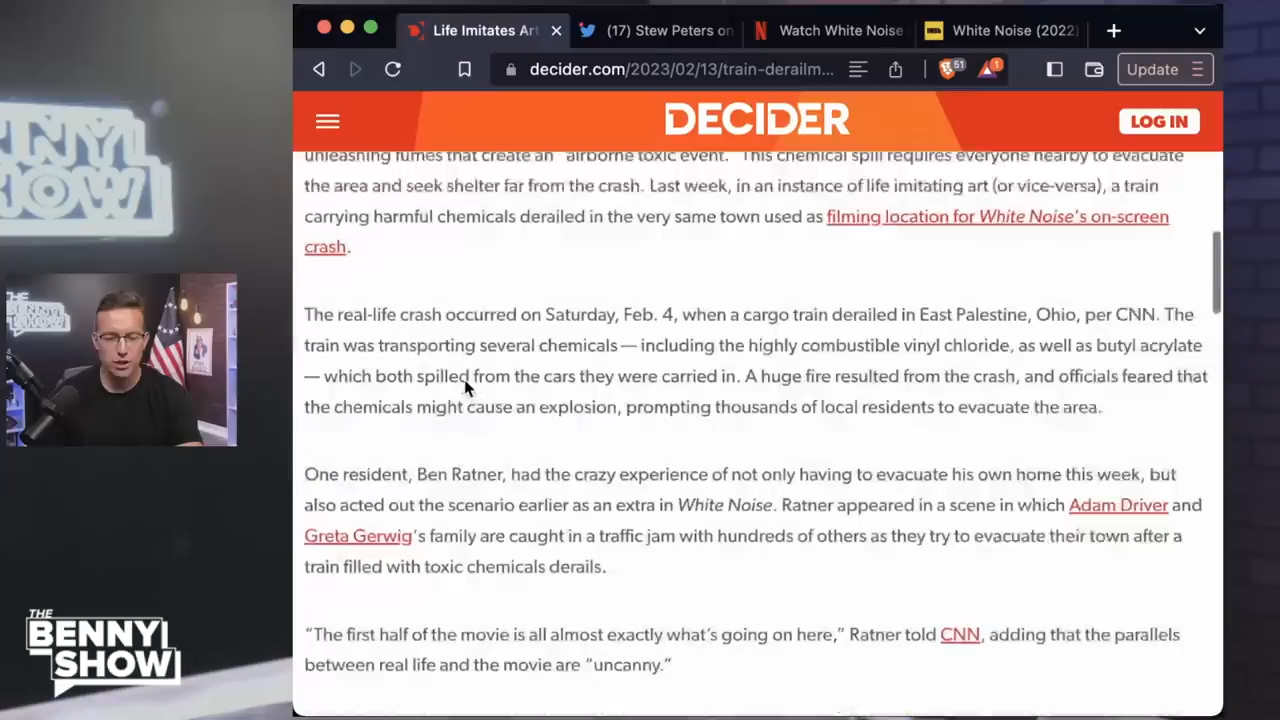 Life Imitates Art
(17) Stew Peters on
Watch White Noise
IMDb
White Noise (2022)
decider.com/2023/02/13/train-derailm...
51
1
Update
DECIDER
LOG IN
unleashing fumes that create an "airborne toxic event." This chemical spill requires everyone nearby to evacuate
the area and seek shelter far from the crash. Last week, in an instance of life imitating art (or vice-versa), a train
carrying harmful chemicals derailed in the very same town used as filming location for White Noise's on-screen
crash.
The real-life crash occurred on Saturday, Feb. 4, when a cargo train derailed in East Palestine, Ohio, per CNN. The
train was transporting several chemicals — including the highly combustible vinyl chloride, as well as butyl acrylate
— which both spilled from the cars they were carried in. A huge fire resulted from the crash, and officials feared that
the chemicals might cause an explosion, prompting thousands of local residents to evacuate the area.
One resident, Ben Ratner, had the crazy experience of not only having to evacuate his own home this week, but
also acted out the scenario earlier as an extra in White Noise. Ratner appeared in a scene in which Adam Driver and
Greta Gerwig's family are caught in a traffic jam with hundreds of others as they try to evacuate their town after a
train filled with toxic chemicals derails.
“The first half of the movie is all almost exactly what's going on here,” Ratner told CNN, adding that the parallels
between real life and the movie are “uncanny.”
THE
BENNY
SHOW